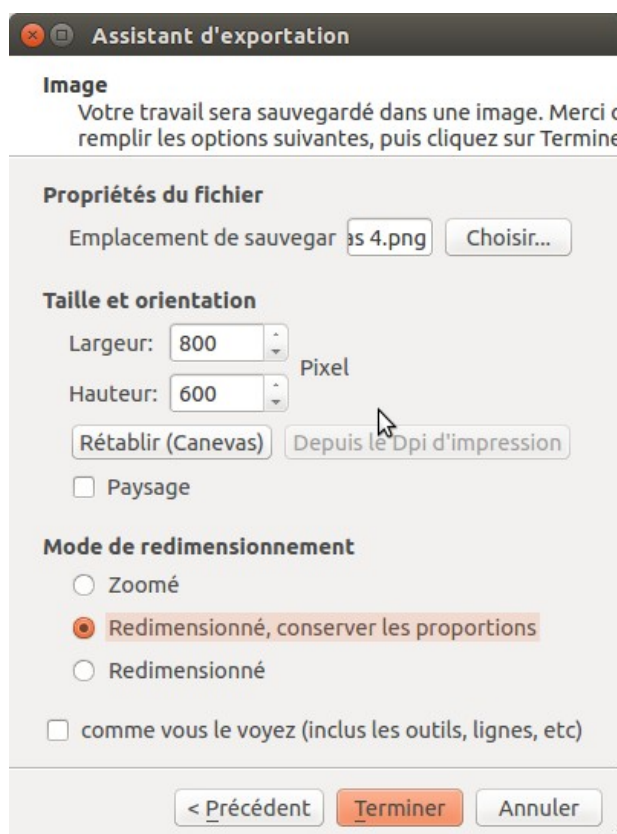 Assistant d'exportation
Image
Votre travail sera sauvegardé dans une image. Merci
remplir les options suivantes, puis cliquez sur
Propriétés du fichier
Emplacement de sauvegar as 4.png Choisir...
Taille et orientation
Largeur: 800
Pixel
Hauteur: 600
Rétablir (Canevas) Depuis le Dpi d'impression
Paysage
Mode de redimensionnement
Zoomé
Redimensionné, conserver les proportions
Redimensionné
comme vous le voyez (inclus les outils, lignes, etc)
< Précédent Terminer Annuler